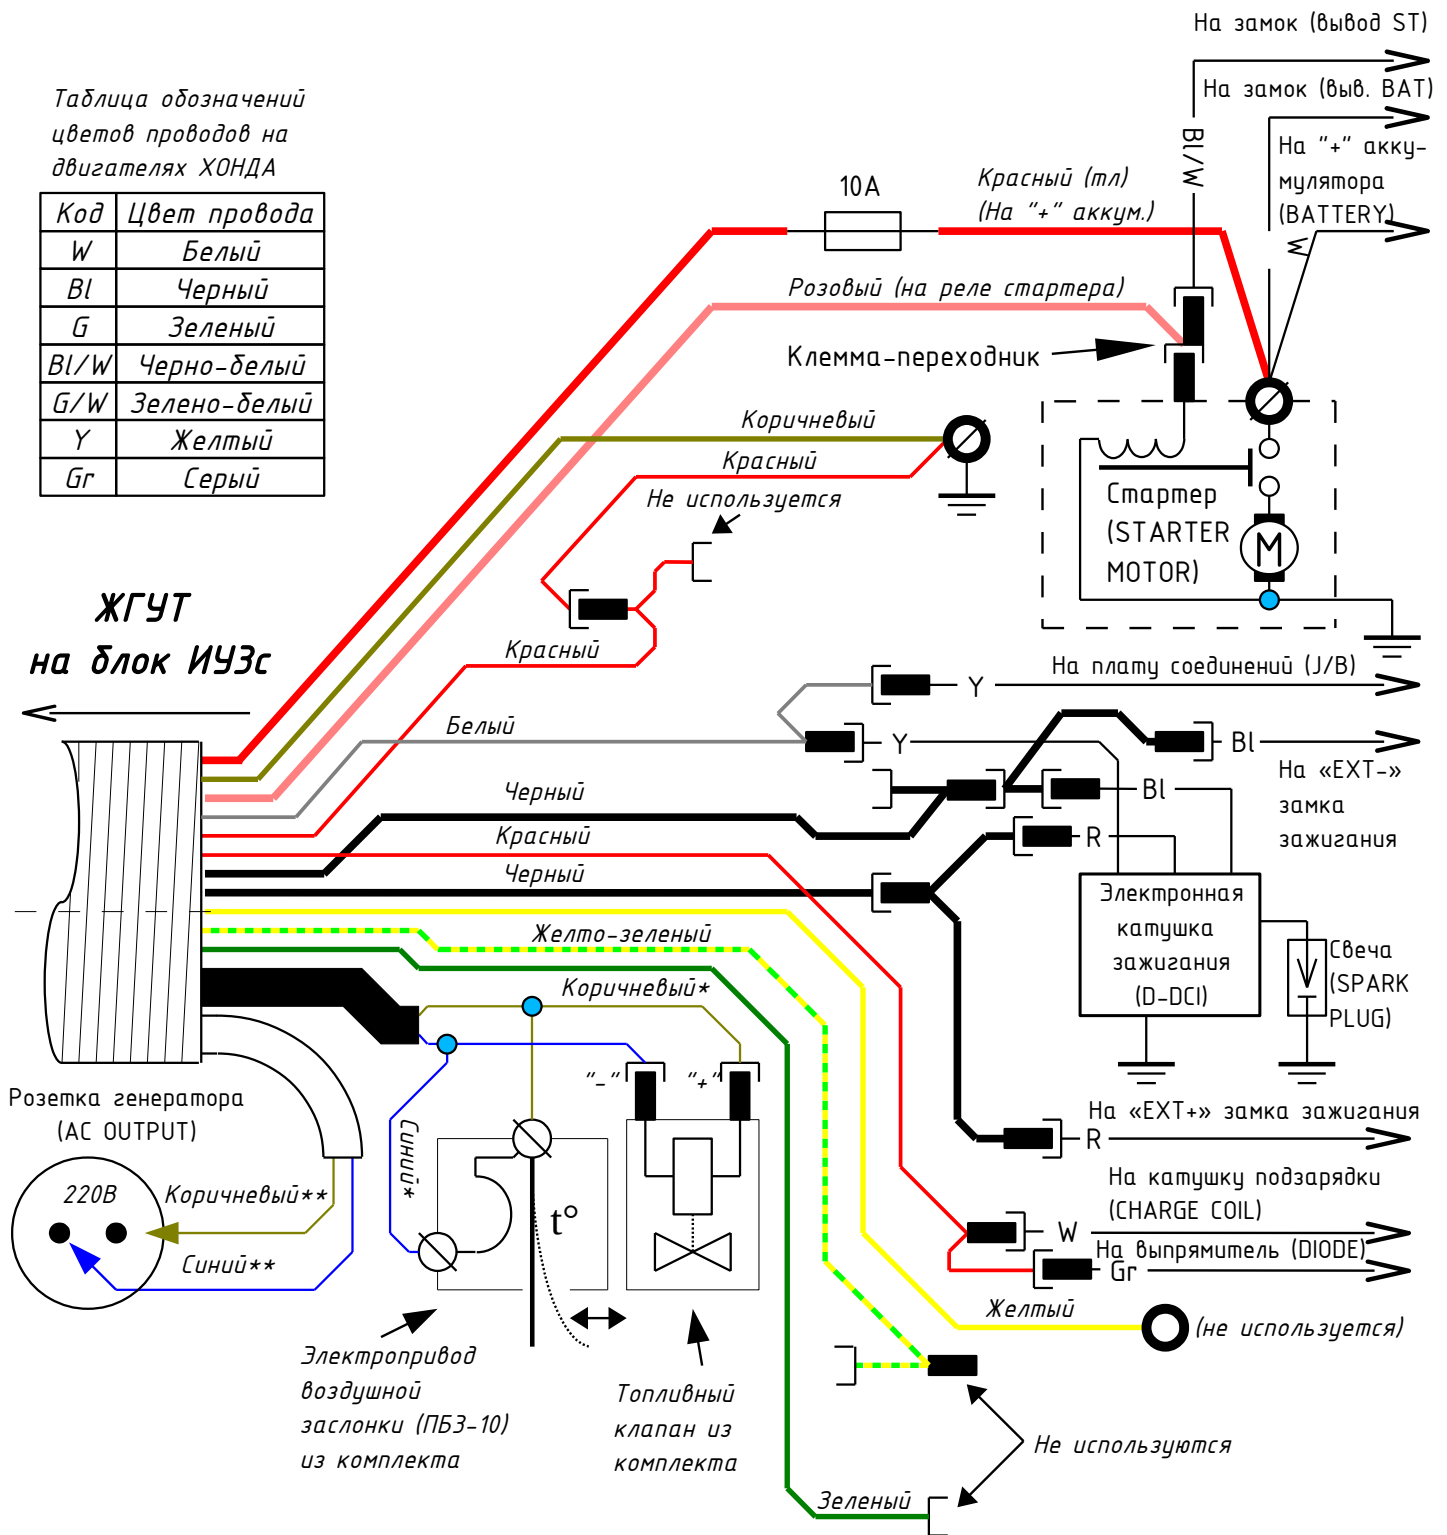 На замок (вывод ST)
На замок (выв. BAT)
На "+" акку-
мулятора
(BATTERY)
Bl/W
W
Таблица обозначений
цветов проводов на
двигателях ХОНДА
Код Цвет провода
W Белый
Bl Черный
G Зеленый
Bl/W Черно-белый
G/W Зелено-белый
Y Желтый
Gr Серый
10А
Красный (тл)
(На "+" аккум.)
Розовый (на реле стартера)
Клемма-переходник
Коричневый
Красный
Не используется
Стартер
(STARTER
MOTOR)
M
ЖГУТ
на блок ИУЗс
Красный
На плату соединений (J/B)
Y
Белый
Y
Bl
На «EXT-»
замка
зажигания
Черный
Bl
Красный
R
Черный
Электронная
катушка
зажигания
(D-DCI)
Свеча
(SPARK
PLUG)
Желто-зеленый
Коричневый*
"-"
"+"
Синий*
Розетка генератора
(AC OUTPUT)
220В
Коричневый**
Синий**
t°
На «EXT+» замка зажигания
R
На катушку подзарядки
(CHARGE COIL)
W
На выпрямитель (DIODE)
Gr
Желтый
(не используется)
Электропривод
воздушной
заслонки (ПБЗ-10)
из комплекта
Топливный
клапан из
комплекта
Не используются
Зеленый